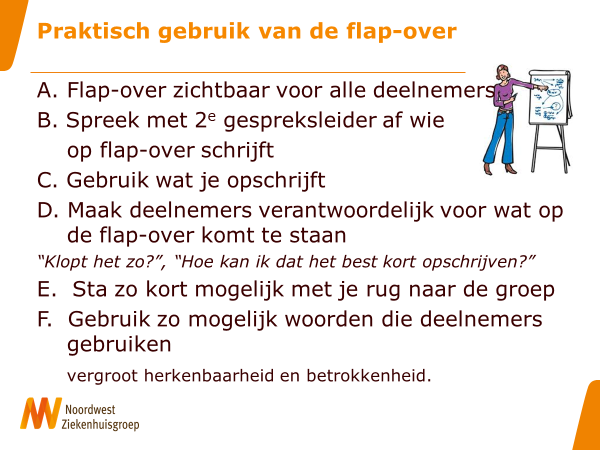 Praktisch gebruik van de flap-over
A. Flap-over zichtbaar voor alle deelnemers
B. Spreek met 2e gespreksleider af wie
op flap-over schrijft
C. Gebruik wat je opschrijft
D. Maak deelnemers verantwoordelijk voor wat op
de flap-over komt te staan
“Klopt het zo?”, “Hoe kan ik dat het best kort opschrijven?”
E. Sta zo kort mogelijk met je rug naar de groep
F. Gebruik zo mogelijk woorden die deelnemers
gebruiken
vergroot herkenbaarheid en betrokkenheid.
Noordwest
Ziekenhuisgroep